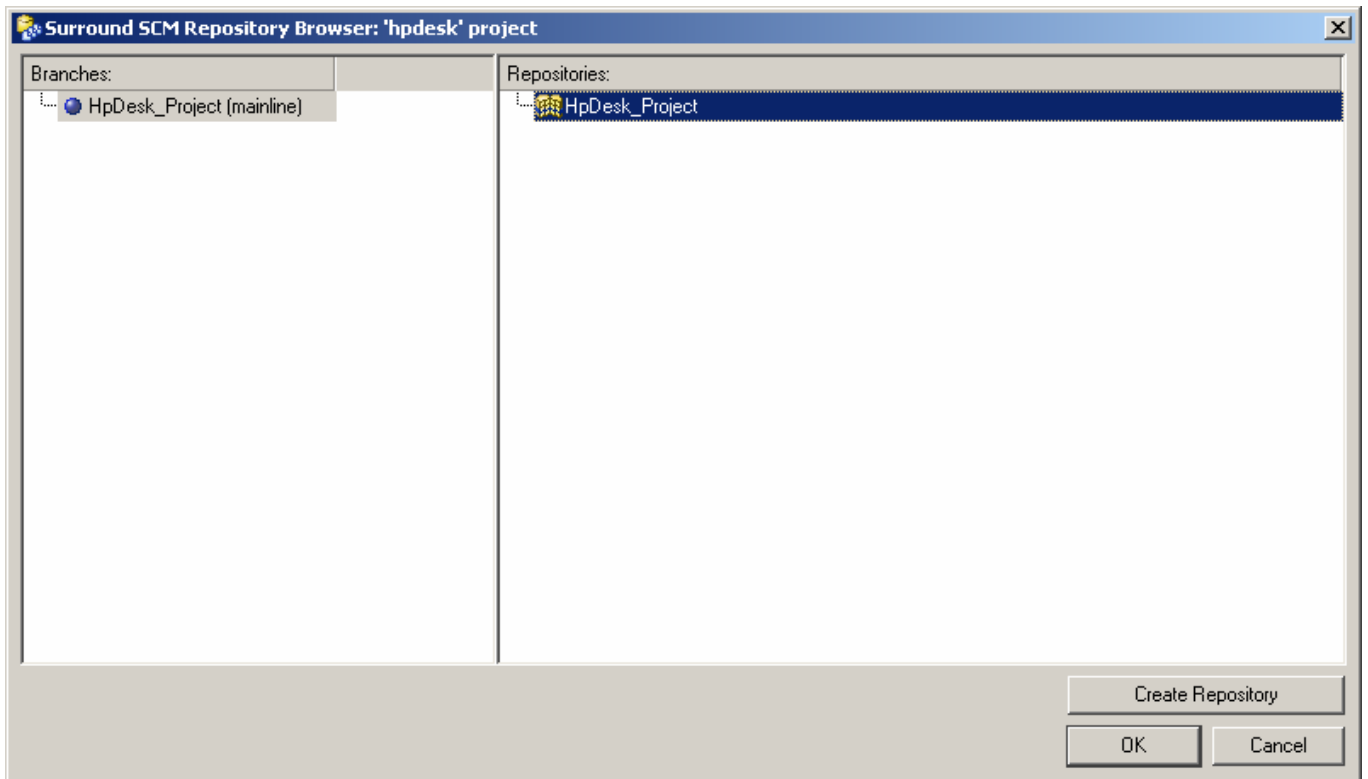 Surround SCM Repository Browser: 'hpdesk' project
Branches:
HpDesk_Project (mainline)
Repositories:
HpDesk_Project
Create Repository
OK
Cancel